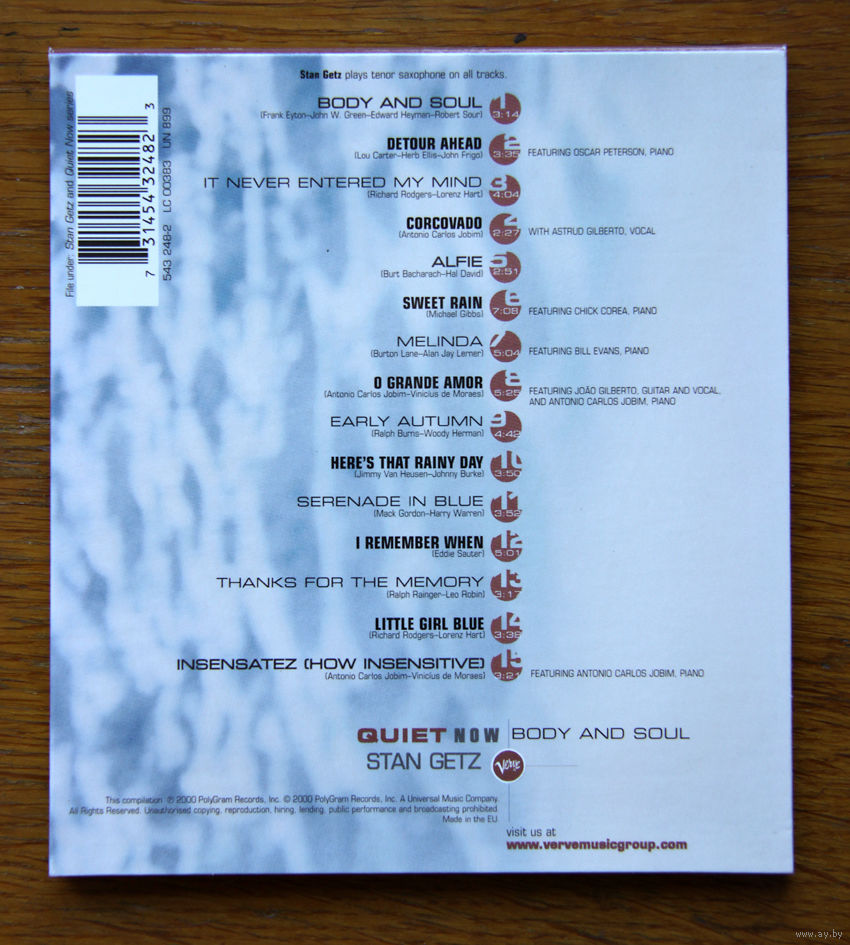 Stan Getz plays tenor saxophone on all tracks.
BODY AND SOUL 1
(Frank Eyton–John W. Green–Edward Heyman–Robert Sour) 3:14
DETOUR AHEAD 2
(Lou Carter–Herb Ellis–John Frigo) 3:35 FEATURING OSCAR PETERSON, PIANO
IT NEVER ENTERED MY MIND 3
(Richard Rodgers–Lorenz Hart) 4:04
CORCOVADO 4
(Antonio Carlos Jobim) 2:27 WITH ASTRUD GILBERTO, VOCAL
ALFIE 5
(Burt Bacharach–Hal David) 2:51
SWEET RAIN 6
(Michael Gibbs) 7:08 FEATURING CHICK COREA, PIANO
MELINDA 7
(Burton Lane–Alan Jay Lerner) 5:04 FEATURING BILL EVANS, PIANO
O GRANDE AMOR 8
(Antonio Carlos Jobim–Vinicius de Moraes) 5:25 FEATURING JOÃO GILBERTO, GUITAR AND VOCAL,
AND ANTONIO CARLOS JOBIM, PIANO
EARLY AUTUMN 9
(Ralph Burns–Woody Herman) 4:42
HERE'S THAT RAINY DAY 10
(Jimmy Van Heusen–Johnny Burke) 3:50
SERENADE IN BLUE 11
(Mack Gordon–Harry Warren) 3:52
I REMEMBER WHEN 12
(Eddie Sauter) 5:01
THANKS FOR THE MEMORY 13
(Ralph Rainger–Leo Robin) 3:17
LITTLE GIRL BLUE 14
(Richard Rodgers–Lorenz Hart) 3:38
INSENSATEZ (HOW INSENSITIVE) 15
(Antonio Carlos Jobim–Vinicius de Moraes) 3:21 FEATURING ANTONIO CARLOS JOBIM, PIANO
File under: Stan Getz and Quiet Now series
7 31454 32482 3
543 248-2 LC 00383 UN 899
QUIET NOW BODY AND SOUL
STAN GETZ Verve
This compilation ℗ 2000 PolyGram Records, Inc. © 2000 PolyGram Records, Inc. A Universal Music Company.
All Rights Reserved. Unauthorised copying, reproduction, hiring, lending, public performance and broadcasting prohibited.
Made in the EU
visit us at
www.vervemusicgroup.com
www.ay.by